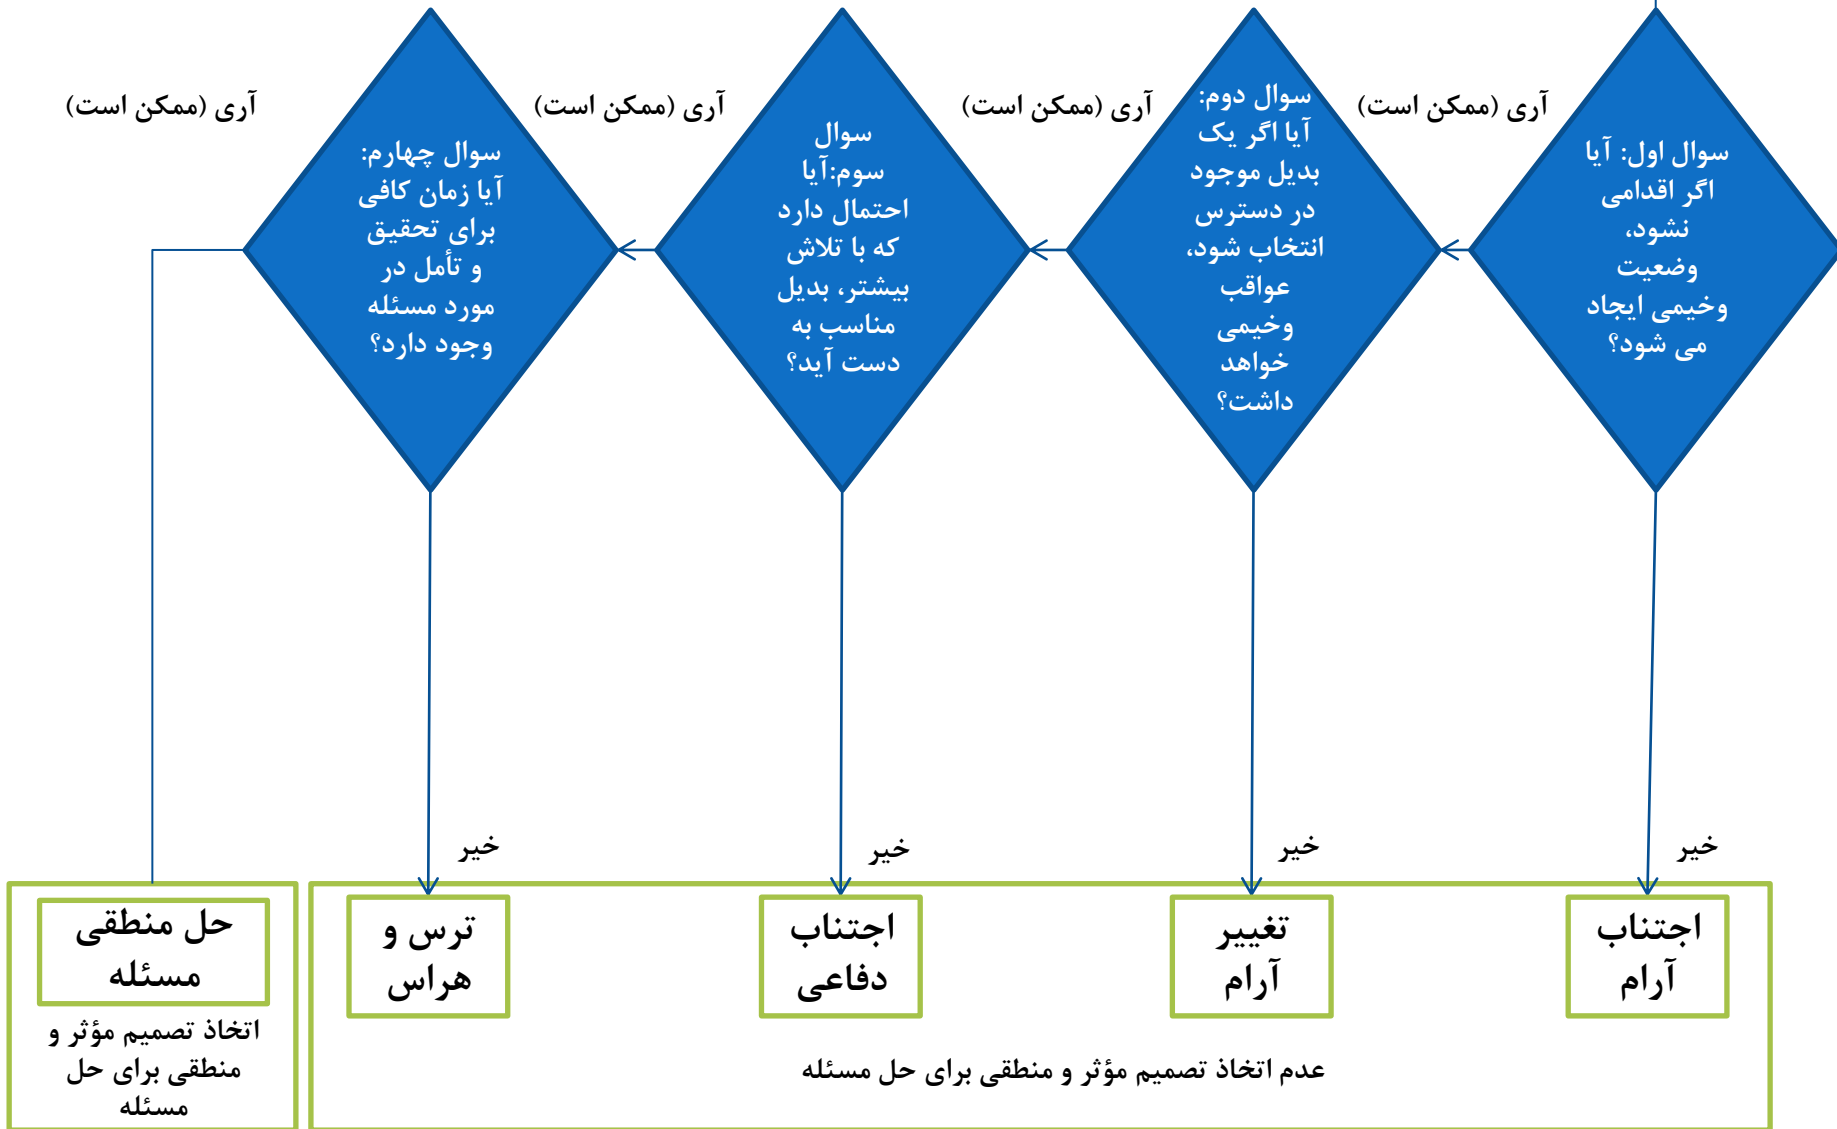 سوال اول: آیا
اگر اقدامی
نشود،
وضعیت
وخیمی ایجاد
می شود؟
آری (ممکن است)
سوال دوم:
آیا اگر یک
بدیل موجود
در دسترس
انتخاب شود،
عواقب
وخیمی
خواهد
داشت؟
آری (ممکن است)
سوال
سوم:آیا
احتمال دارد
که با تلاش
بیشتر، بدیل
مناسب به
دست آید؟
آری (ممکن است)
سوال چهارم:
آیا زمان کافی
برای تحقیق
و تأمل در
مورد مسئله
وجود دارد؟
آری (ممکن است)
خیر
خیر
خیر
خیر
اجتناب
آرام
تغییر
آرام
اجتناب
دفاعی
ترس و
هراس
عدم اتخاذ تصمیم مؤثر و منطقی برای حل مسئله
حل منطقی
مسئله
اتخاذ تصمیم مؤثر و
منطقی برای حل
مسئله